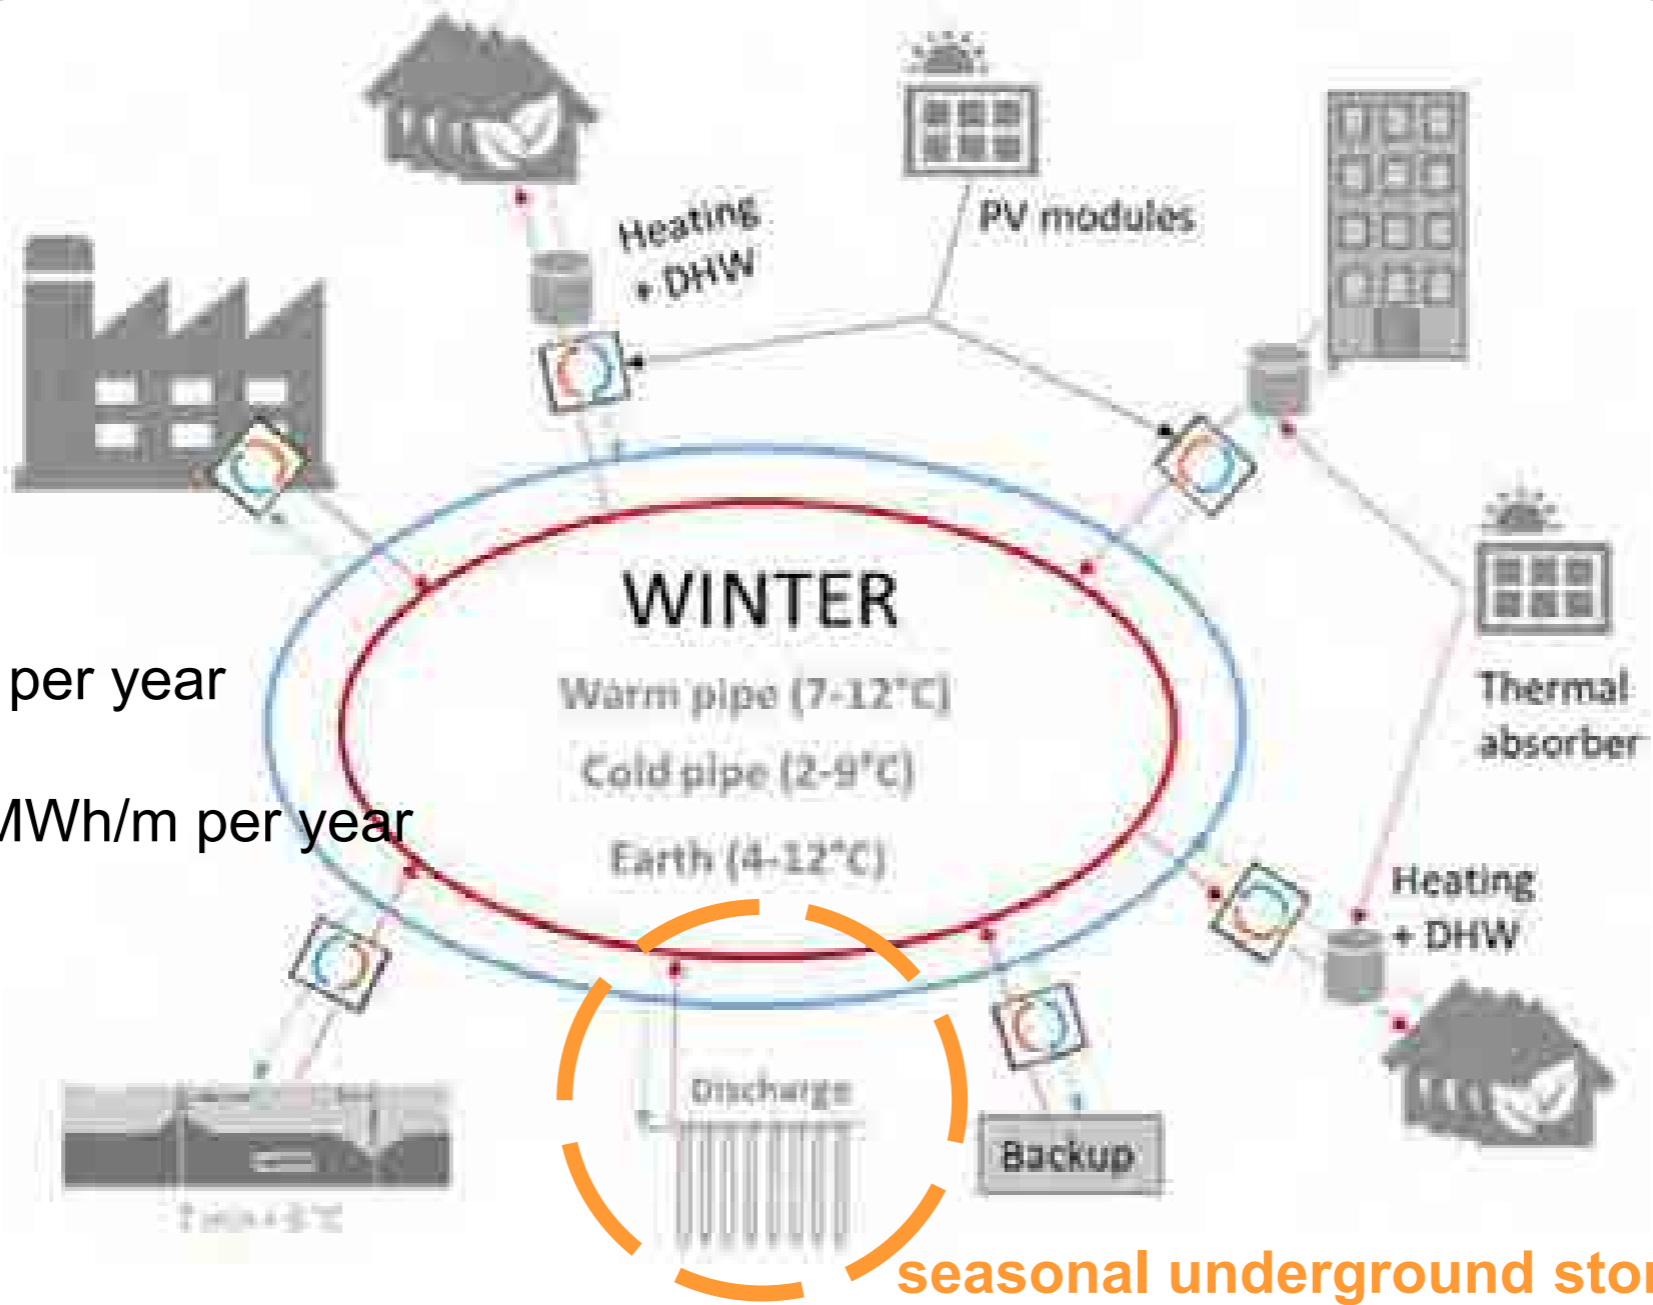 Heating
+ DHW
PV modules
WINTER
Warm pipe (7-12°C)
Cold pipe (2-9°C)
Earth (4-12°C)
per year
MWh/m per year
Thermal
absorber
Heating
+ DHW
Discharge
Backup
seasonal underground stor